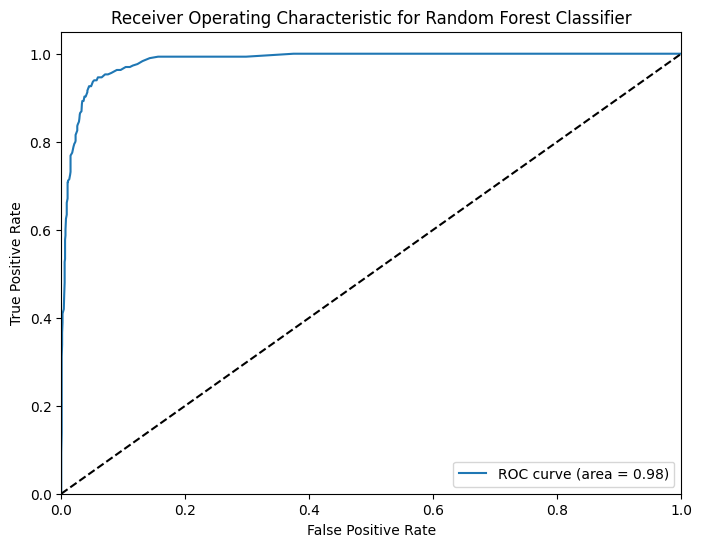 Receiver Operating Characteristic for Random Forest Classifier
1.0
0.8
0.6
0.4
0.2
0.0
True Positive Rate
ROC curve (area = 0.98)
0.0 0.2 0.4 0.6 0.8 1.0
False Positive Rate